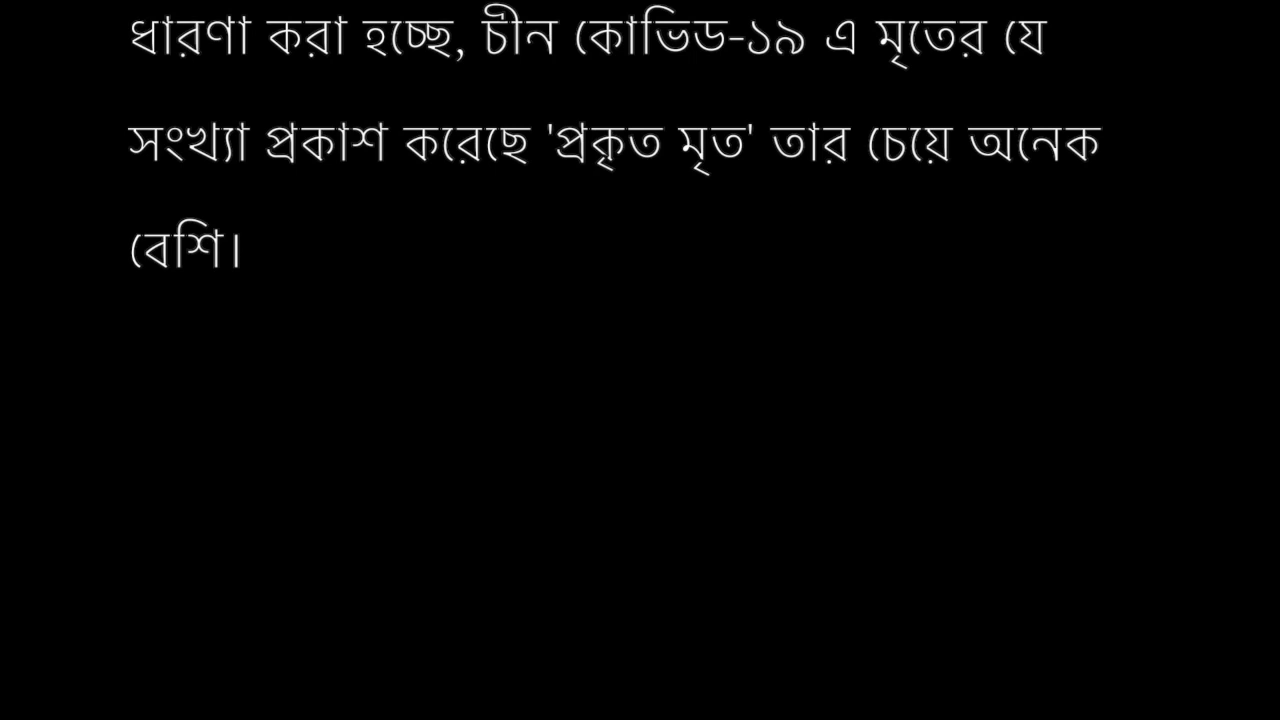 ধারণা করা হচ্ছে, চীন কোভিড-১৯ এ মৃতের যে
সংখ্যা প্রকাশ করেছে 'প্রকৃত মৃত' তার চেয়ে অনেক
বেশি।